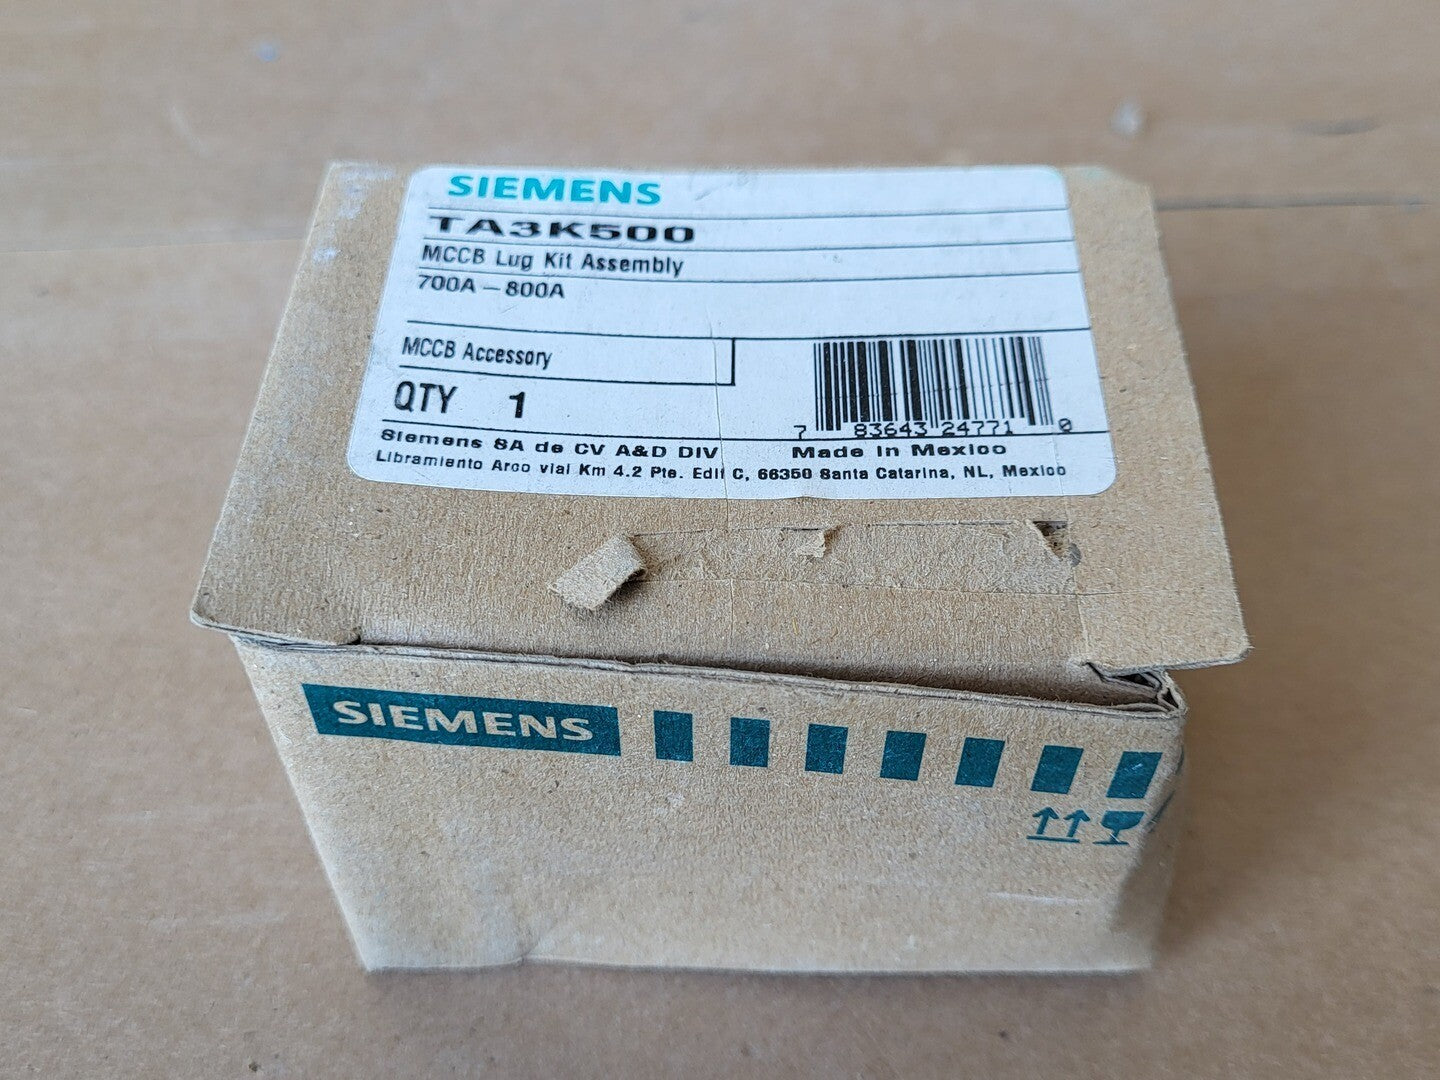 SIEMENS
TA3K500
MCCB Lug Kit Assembly
700A – 800A
MCCB Accessory
QTY 1
7 83643 24771 0
Siemens SA de CV A&D DIV Made in Mexico
Libramiento Arco vial Km 4.2 Pte. Edif C, 66350 Santa Catarina, NL, Mexico
SIEMENS